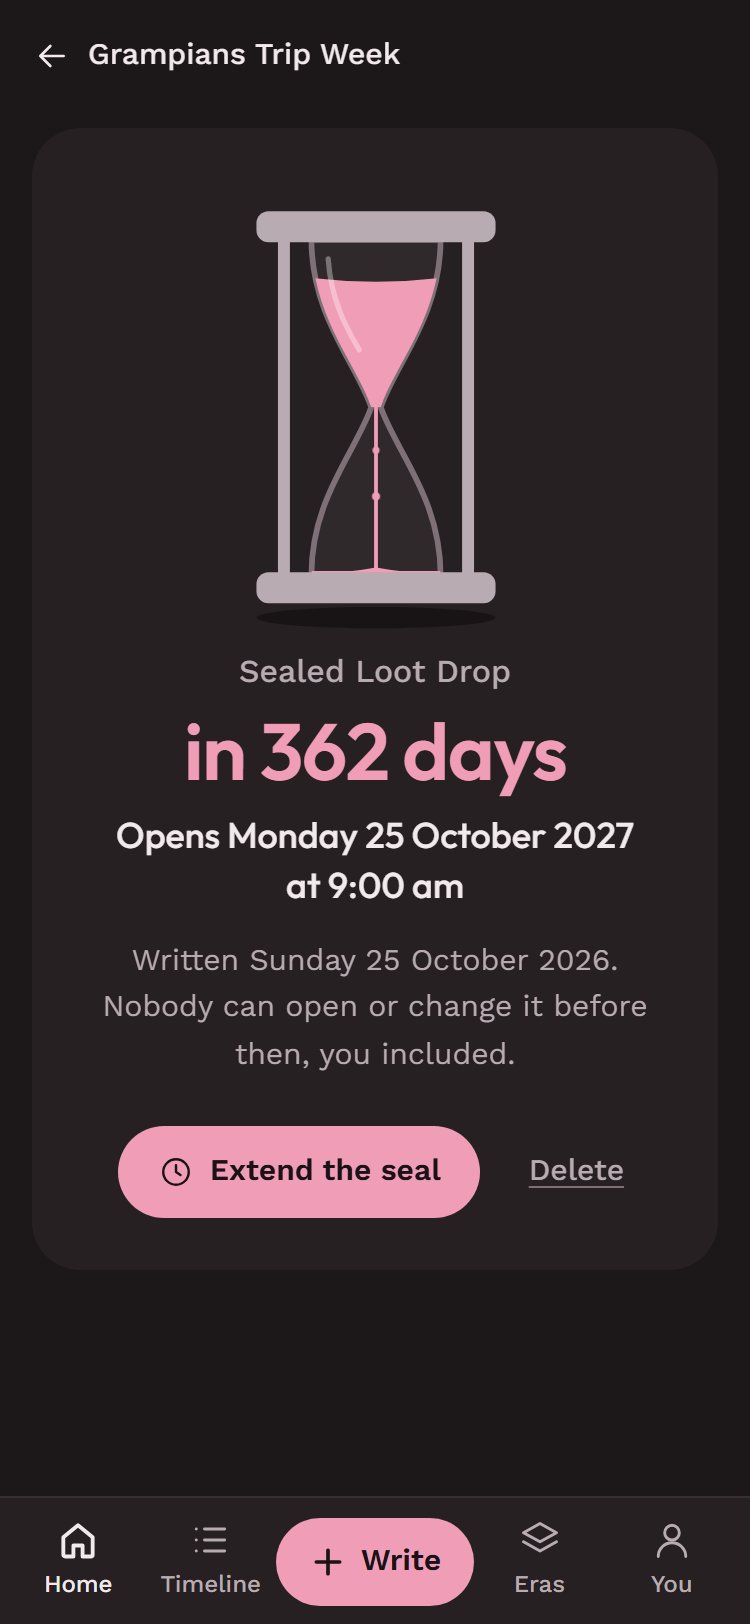 Grampians Trip Week
Sealed Loot Drop
in 362 days
Opens Monday 25 October 2027
at 9:00 am
Written Sunday 25 October 2026.
Nobody can open or change it before
then, you included.
Extend the seal
Delete
Home
Timeline
Write
Eras
You